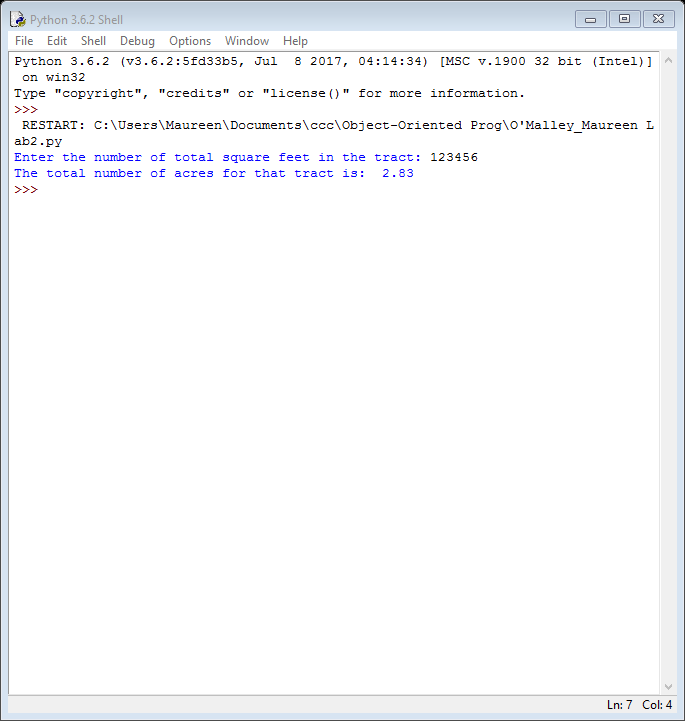 Python 3.6.2 Shell
File Edit Shell Debug Options Window Help
Python 3.6.2 (v3.6.2:5fd33b5, Jul  8 2017, 04:14:34) [MSC v.1900 32 bit (Intel)]
 on win32
Type "copyright", "credits" or "license()" for more information.
>>>
 RESTART: C:\Users\Maureen\Documents\ccc\Object-Oriented Prog\O'Malley_Maureen L
ab2.py
Enter the number of total square feet in the tract: 123456
The total number of acres for that tract is:  2.83
>>>
Ln: 7 Col: 4